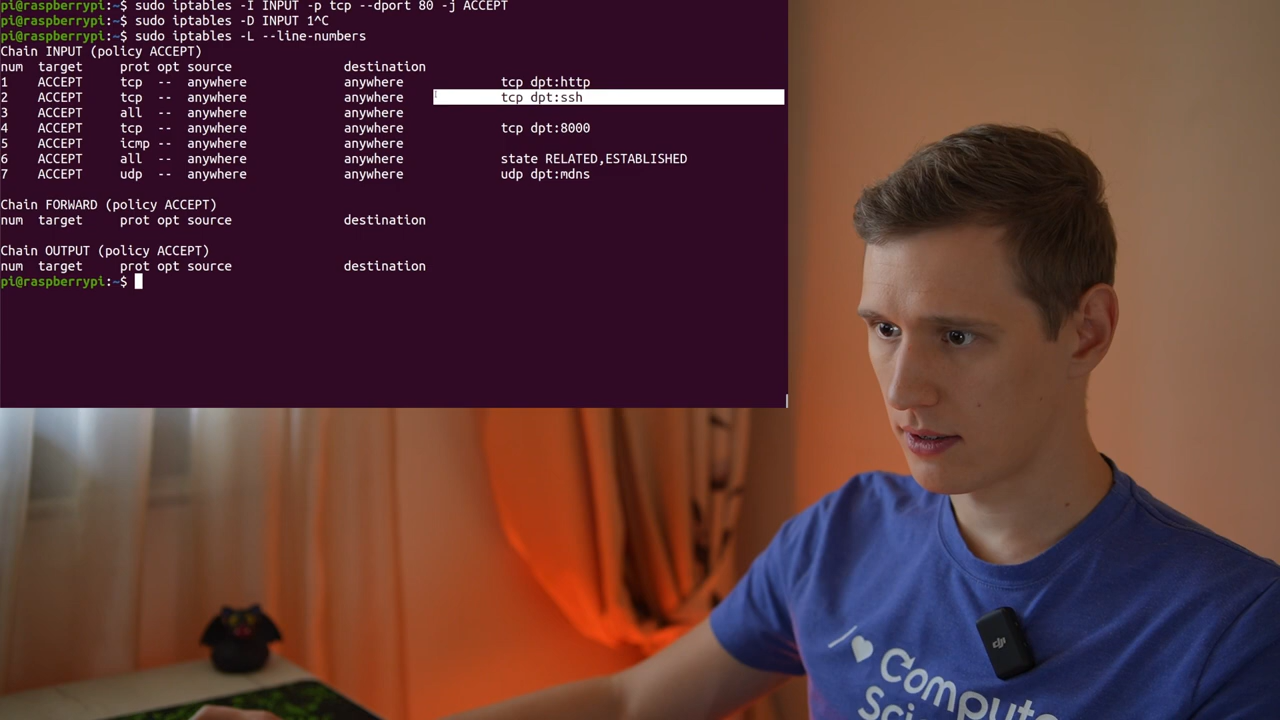 pi@raspberrypi:~$ sudo iptables -I INPUT -p tcp --dport 80 -j ACCEPT
pi@raspberrypi:~$ sudo iptables -D INPUT 1^C
pi@raspberrypi:~$ sudo iptables -L --line-numbers
Chain INPUT (policy ACCEPT)
num target prot opt source destination
1 ACCEPT tcp -- anywhere anywhere tcp dpt:http
2 ACCEPT tcp -- anywhere anywhere tcp dpt:ssh
3 ACCEPT all -- anywhere anywhere
4 ACCEPT tcp -- anywhere anywhere tcp dpt:8000
5 ACCEPT icmp -- anywhere anywhere
6 ACCEPT all -- anywhere anywhere state RELATED,ESTABLISHED
7 ACCEPT udp -- anywhere anywhere udp dpt:mdns
Chain FORWARD (policy ACCEPT)
num target prot opt source destination
Chain OUTPUT (policy ACCEPT)
num target prot opt source destination
pi@raspberrypi:~$
dji
I ♥ Compute
Sci